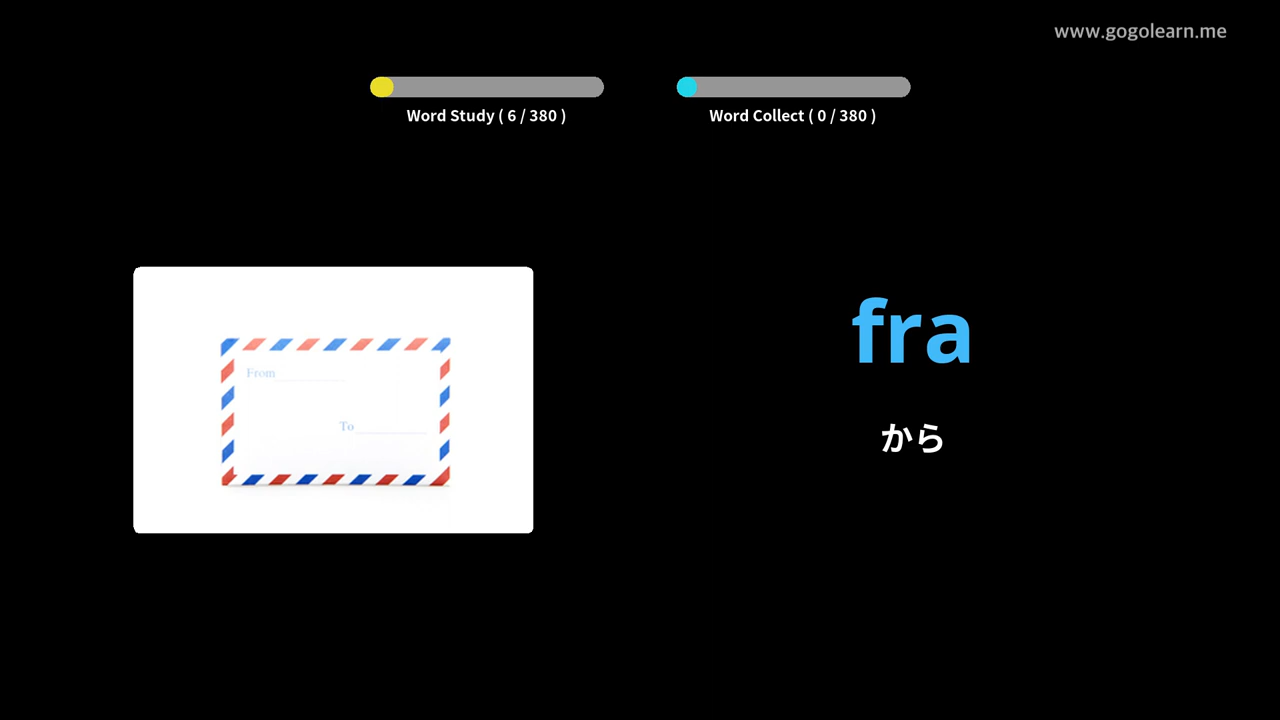 www.gogolearn.me
Word Study ( 6 / 380 )
Word Collect ( 0 / 380 )
From
To
fra
から